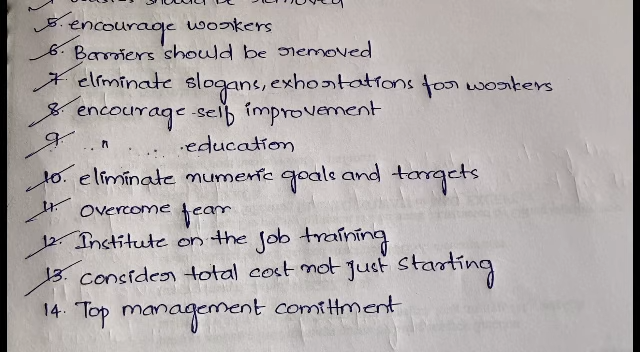 5. encourage workers
6. Barriers should be removed
7. eliminate slogans, exhortations for workers
8. encourage self improvement
9. " .... education
10. eliminate numeric goals and targets
11. overcome fear
12. Institute on the job training
13. consider total cost not just starting
14. Top management comittment